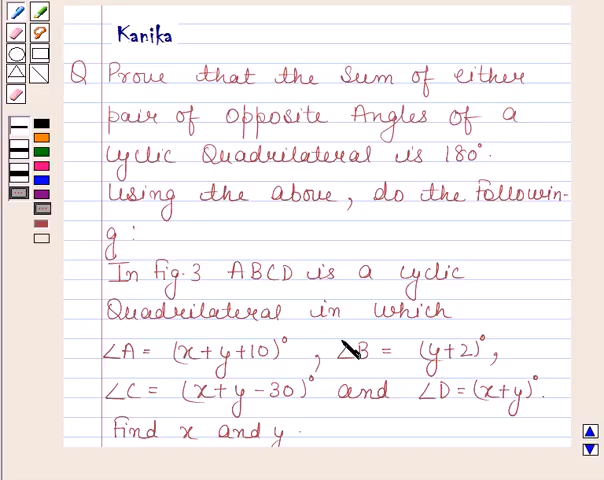 Kanika
Q Prove that the Sum of either
pair of Opposite Angles of a
Cyclic Quadrilateral is 180°.
Using the above, do the Followin-
g:
In Fig.3 ABCD is a cyclic
Quadrilateral in which
∠A = (x+y+10)°, ∠B = (y+2)°,
∠C = (x+y-30)° and ∠D = (x+y)°.
Find x and y.